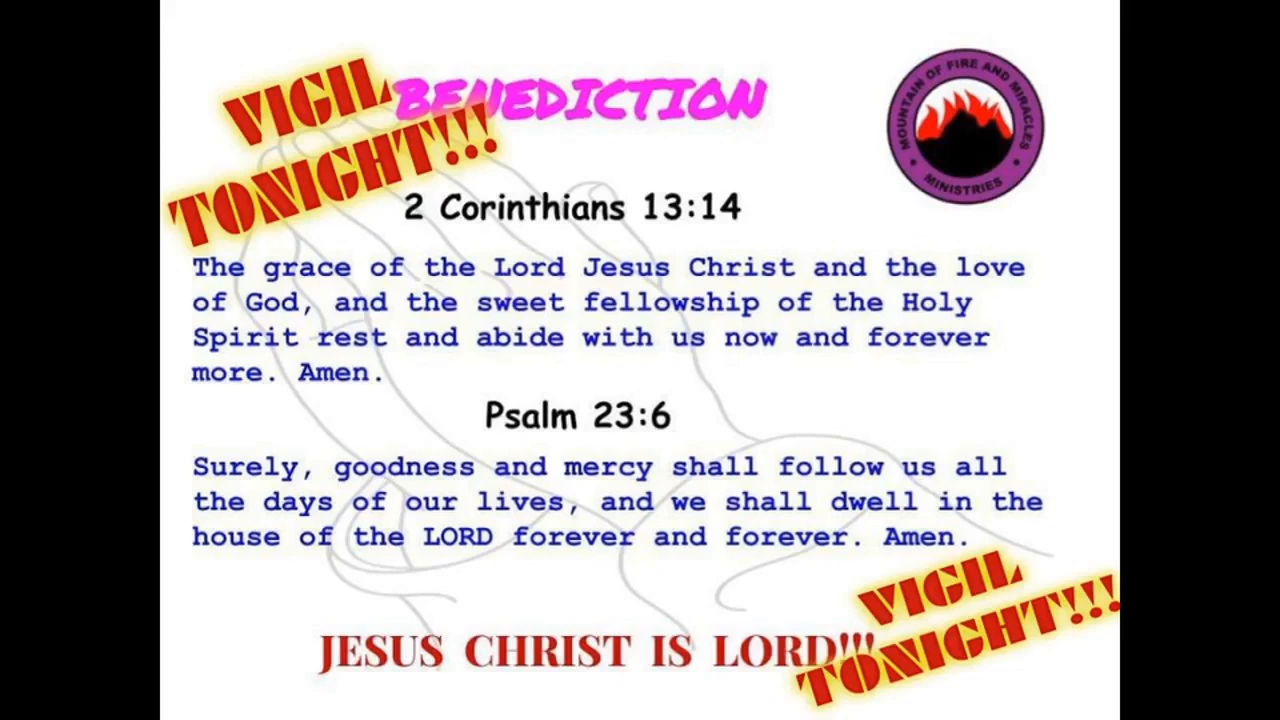 VIGIL
TONIGHT!!!
BENEDICTION
MOUNTAIN OF FIRE AND MIRACLES
MINISTRIES
2 Corinthians 13:14
The grace of the Lord Jesus Christ and the love
of God, and the sweet fellowship of the Holy
Spirit rest and abide with us now and forever
more. Amen.
Psalm 23:6
Surely, goodness and mercy shall follow us all
the days of our lives, and we shall dwell in the
house of the LORD forever and forever. Amen.
JESUS CHRIST IS LORD!!!
VIGIL
TONIGHT!!!